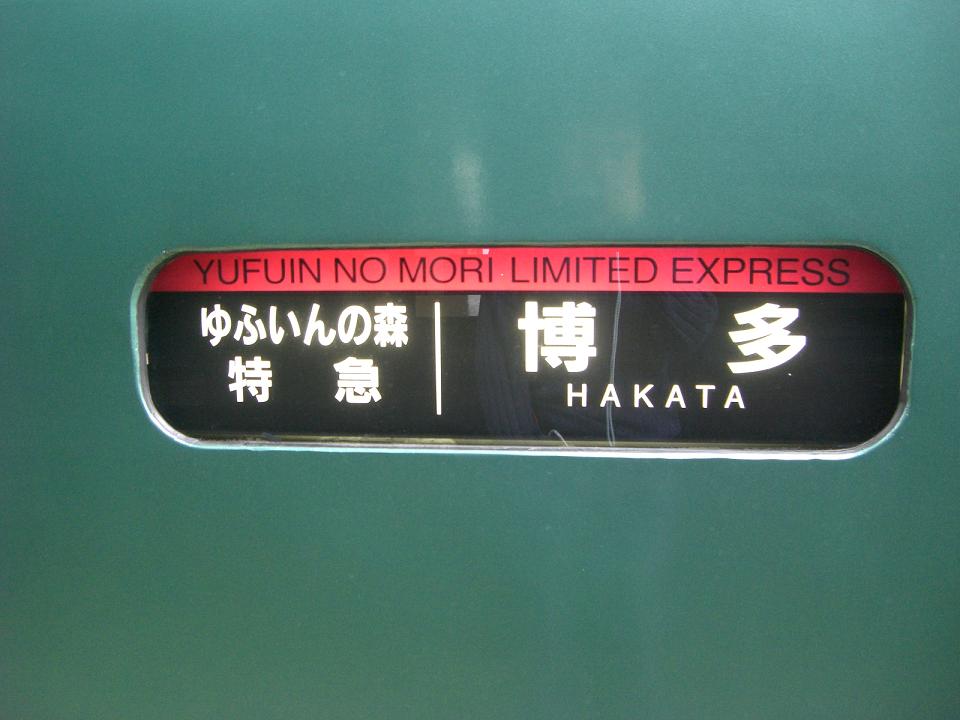 YUFUIN NO MORI LIMITED EXPRESS
ゆふいんの森
特 急
博 多
HAKATA